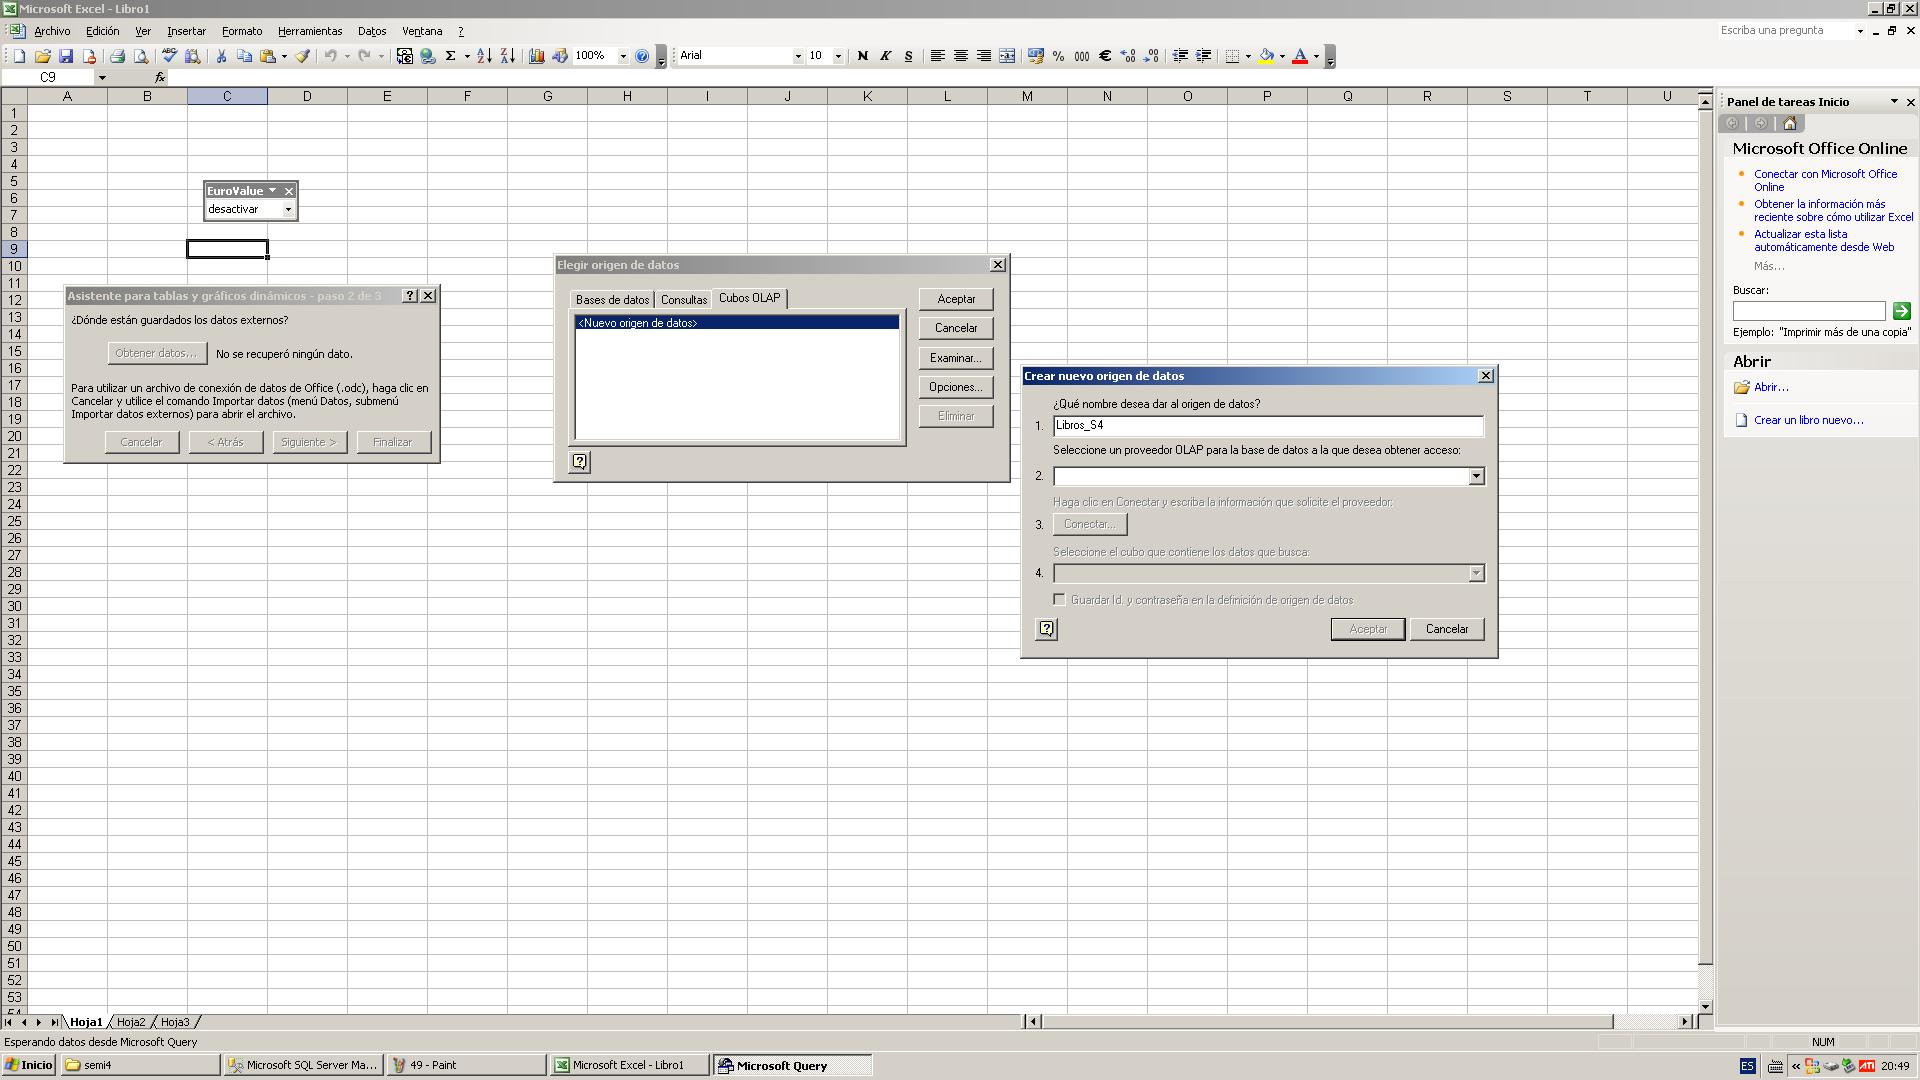 Microsoft Excel - Libro1
Archivo Edición Ver Insertar Formato Herramientas Datos Ventana ?
Escriba una pregunta
100% Arial 10 N K S % 000 €
C9 fx
A B C D E F G H I J K L M N O P Q R S T U
1
2
3
4
5
6
7
8
9
10
11
12
13
14
15
16
17
18
19
20
21
22
23
24
25
26
27
28
29
30
31
32
33
34
35
36
37
38
39
40
41
42
43
44
45
46
47
48
49
50
51
52
53
54
EuroValue
desactivar
Asistente para tablas y gráficos dinámicos - paso 2 de 3
¿Dónde están guardados los datos externos?
Obtener datos... No se recuperó ningún dato.
Para utilizar un archivo de conexión de datos de Office (.odc), haga clic en
Cancelar y utilice el comando Importar datos (menú Datos, submenú
Importar datos externos) para abrir el archivo.
Cancelar < Atrás Siguiente > Finalizar
Elegir origen de datos
Bases de datos Consultas Cubos OLAP
<Nuevo origen de datos>
Aceptar
Cancelar
Examinar...
Opciones...
Eliminar
Crear nuevo origen de datos
¿Qué nombre desea dar al origen de datos?
1. Libros_S4
Seleccione un proveedor OLAP para la base de datos a la que desea obtener acceso:
2.
Haga clic en Conectar y escriba la información que solicite el proveedor:
3. Conectar...
Seleccione el cubo que contiene los datos que busca:
4.
Guardar Id. y contraseña en la definición de origen de datos
Aceptar Cancelar
Panel de tareas Inicio
Microsoft Office Online
Conectar con Microsoft Office
Online
Obtener la información más
reciente sobre cómo utilizar Excel
Actualizar esta lista
automáticamente desde Web
Más...
Buscar:
Ejemplo: "Imprimir más de una copia"
Abrir
Abrir...
Crear un libro nuevo...
Hoja1 Hoja2 Hoja3
Esperando datos desde Microsoft Query
NUM
Inicio semi4 Microsoft SQL Server Ma... 49 - Paint Microsoft Excel - Libro1 Microsoft Query ES « ATI 20:49